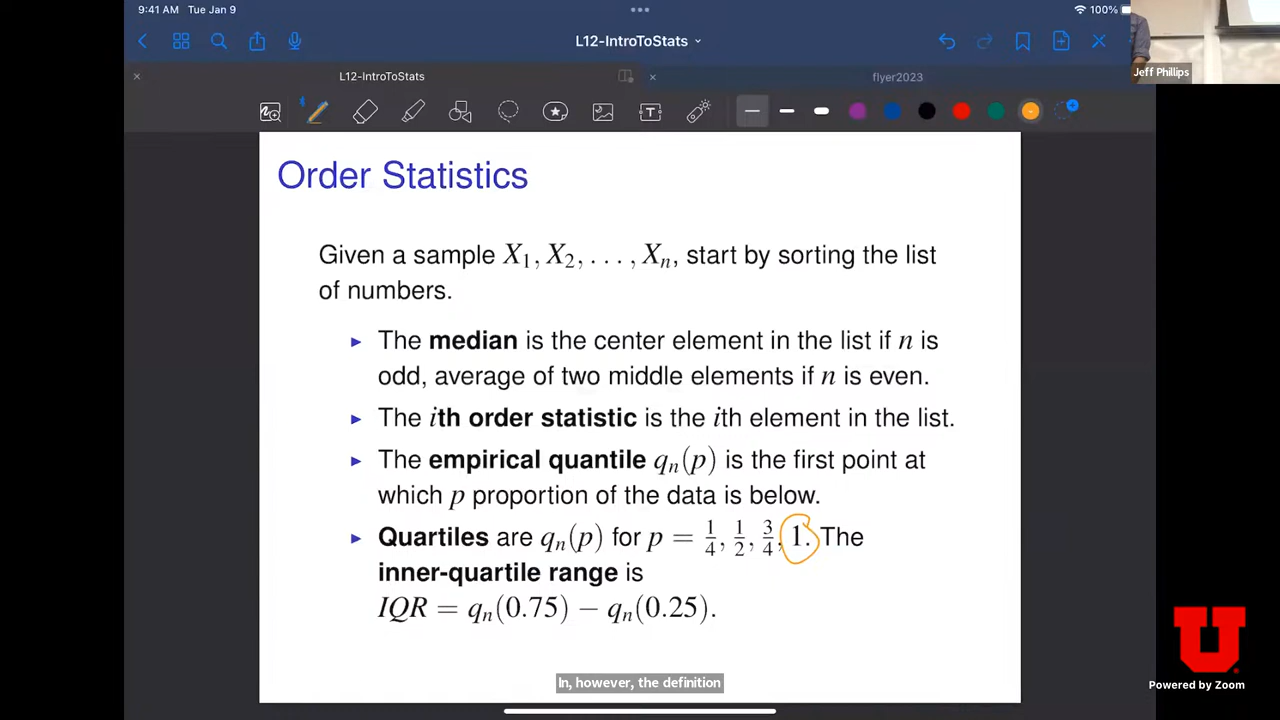 9:41 AM Tue Jan 9
100%
L12-IntroToStats
L12-IntroToStats
flyer2023
Jeff Phillips
T
Order Statistics
Given a sample X₁, X₂, . . . , Xₙ, start by sorting the list
of numbers.
▶ The median is the center element in the list if n is
odd, average of two middle elements if n is even.
▶ The ith order statistic is the ith element in the list.
▶ The empirical quantile qₙ(p) is the first point at
which p proportion of the data is below.
▶ Quartiles are qₙ(p) for p = 1/4, 1/2, 3/4, 1. The
inner-quartile range is
IQR = qₙ(0.75) − qₙ(0.25).
In, however, the definition
U
Powered by Zoom